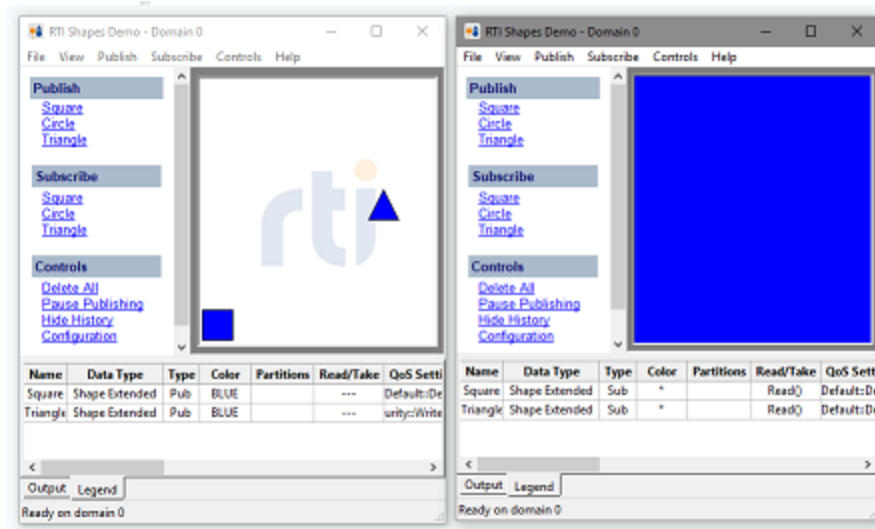 RTI Shapes Demo - Domain 0
File View Publish Subscribe Controls Help
Publish
Square
Circle
Triangle
Subscribe
Square
Circle
Triangle
Controls
Delete All
Pause Publishing
Hide History
Configuration
rti
Name Data Type Type Color Partitions Read/Take QoS Setti
Square Shape Extended Pub BLUE --- Default::De
Triangle Shape Extended Pub BLUE --- urity::Write
Output Legend
Ready on domain 0
RTI Shapes Demo - Domain 0
File View Publish Subscribe Controls Help
Publish
Square
Circle
Triangle
Subscribe
Square
Circle
Triangle
Controls
Delete All
Pause Publishing
Hide History
Configuration
Name Data Type Type Color Partitions Read/Take QoS Sett
Square Shape Extended Sub * Read() Default::D
Triangle Shape Extended Sub * Read() Default::D
Output Legend
Ready on domain 0